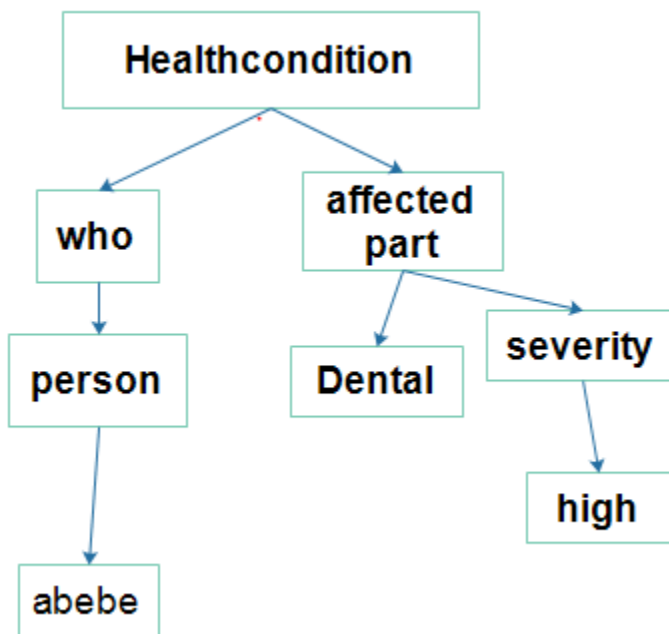 Healthcondition
who
affected
part
person
Dental
severity
high
abebe